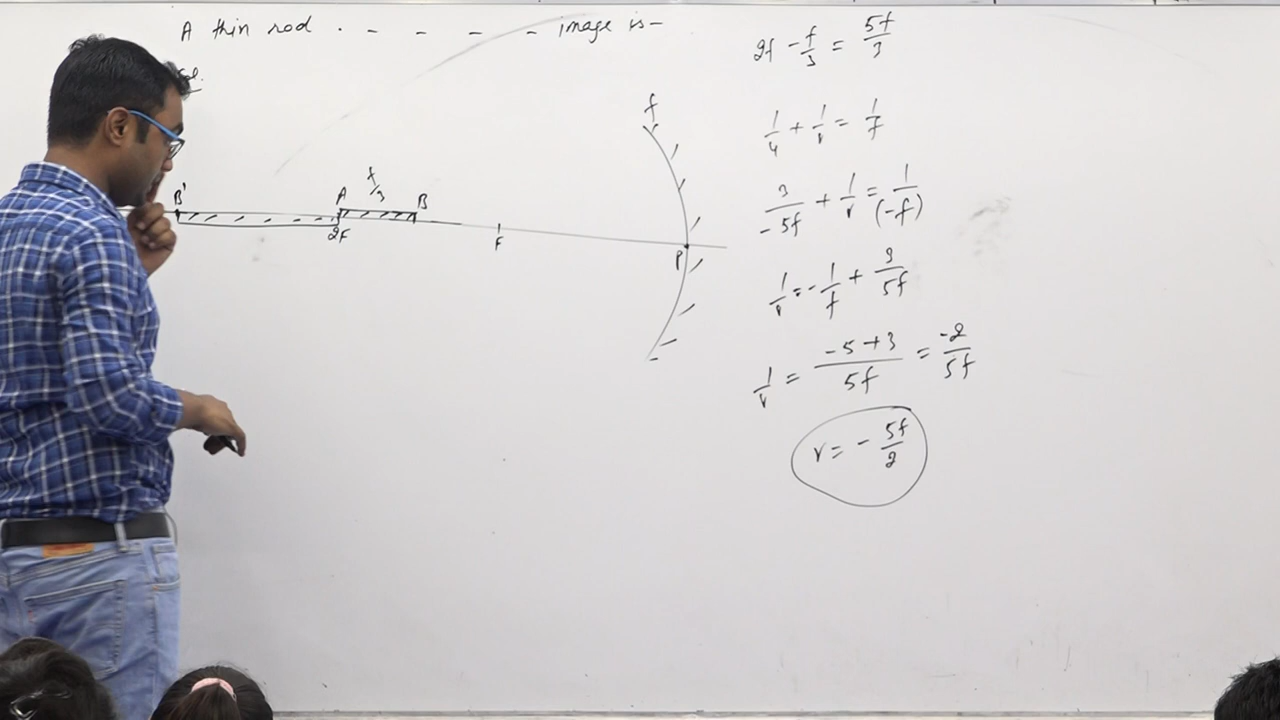 A thin rod . - - - - image is -
Sol.
f
B' A f/3 B
2F F
P
2f - f/3 = 5f/3
1/u + 1/v = 1/f
3/-5f + 1/v = 1/(-f)
1/v = -1/f + 3/5f
1/v = -5+3/5f = -2/5f
v = - 5f/2